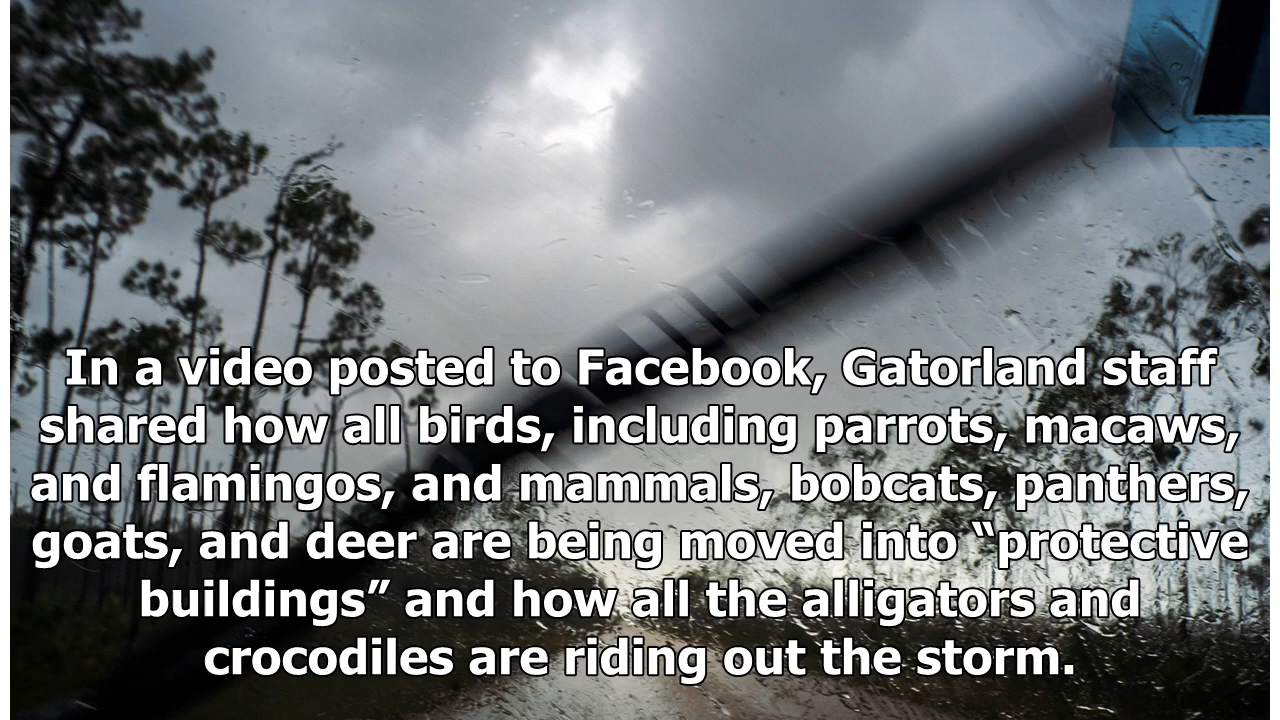 In a video posted to Facebook, Gatorland staff
shared how all birds, including parrots, macaws,
and flamingos, and mammals, bobcats, panthers,
goats, and deer are being moved into “protective
buildings” and how all the alligators and
crocodiles are riding out the storm.